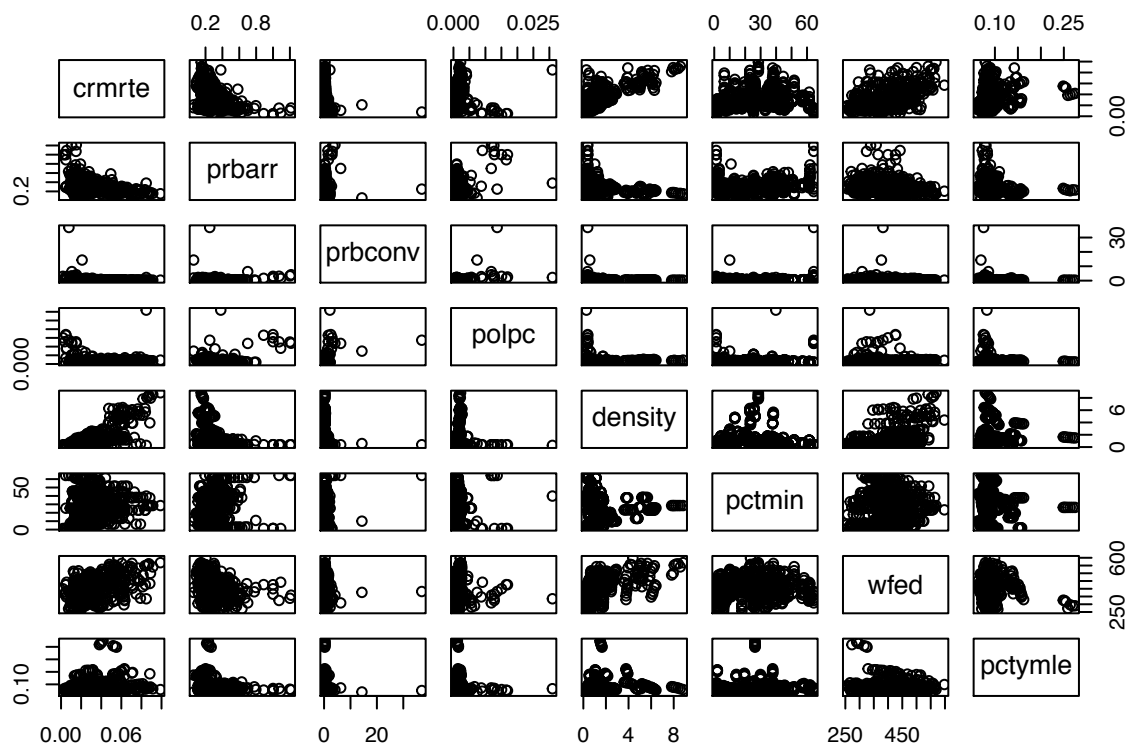 0.2 0.8 0.000 0.025 0 30 60 0.10 0.25
crmrte 0.00
0.2 prbarr
prbconv 0 30
0.000 polpc
density 0 6
0 50 pctmin
wfed 250 600
0.10 pctymle
0.00 0.06 0 20 0 4 8 250 450